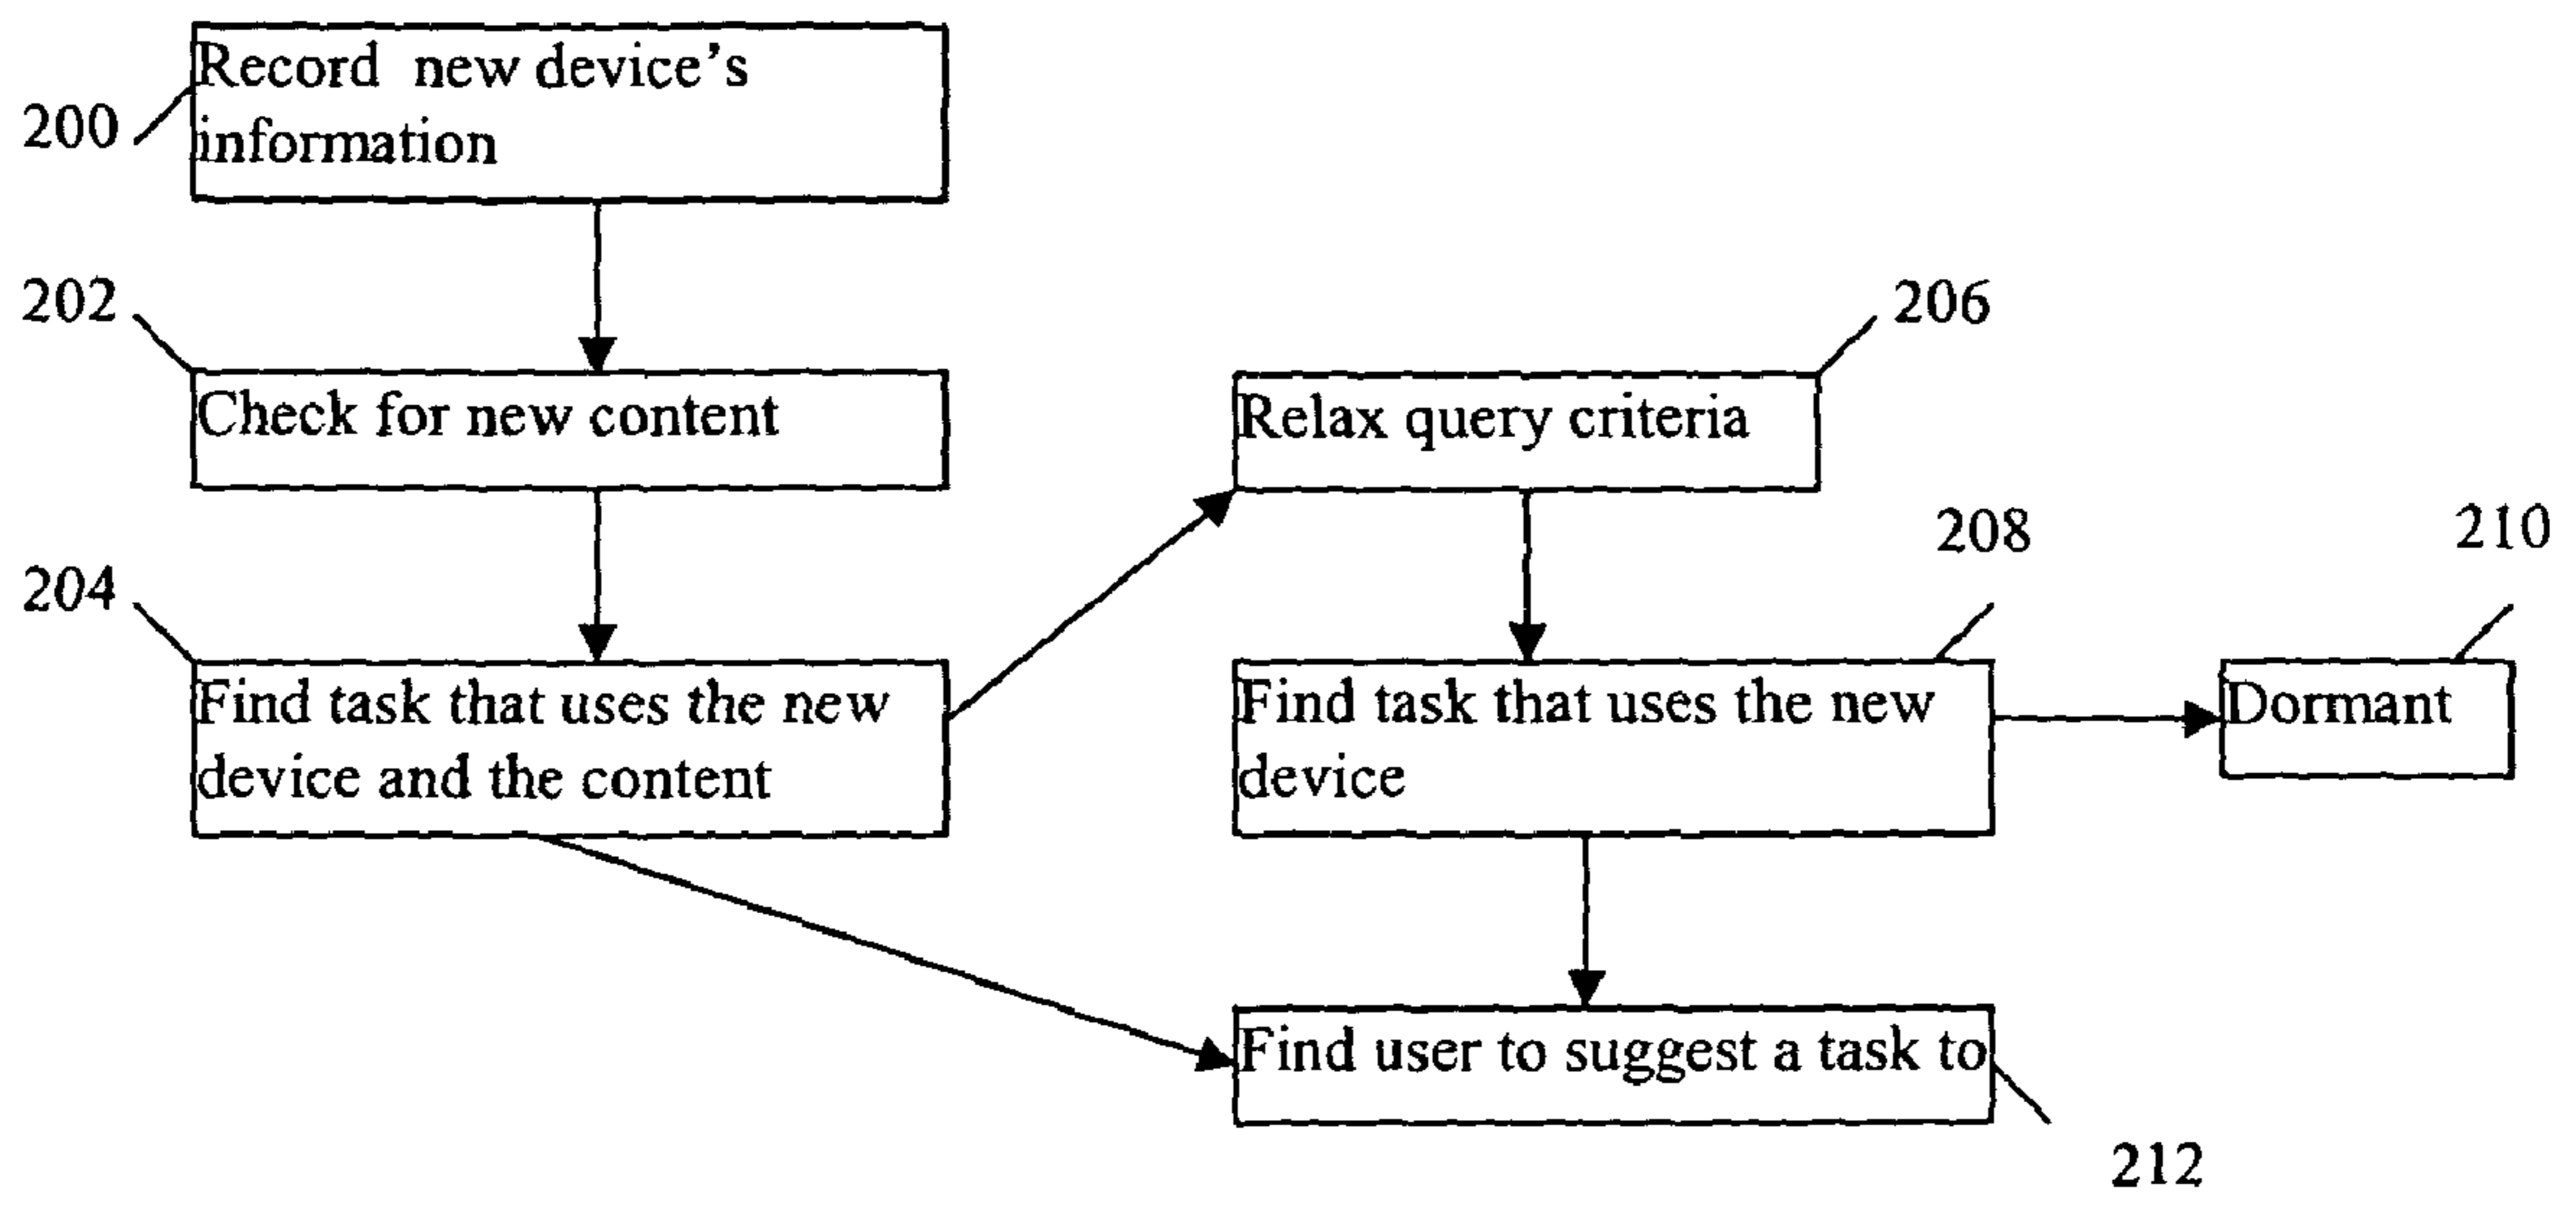 200
Record new device's
information
202
Check for new content
206
Relax query criteria
204
Find task that uses the new
device and the content
208
Find task that uses the new
device
210
Dormant
Find user to suggest a task to
212